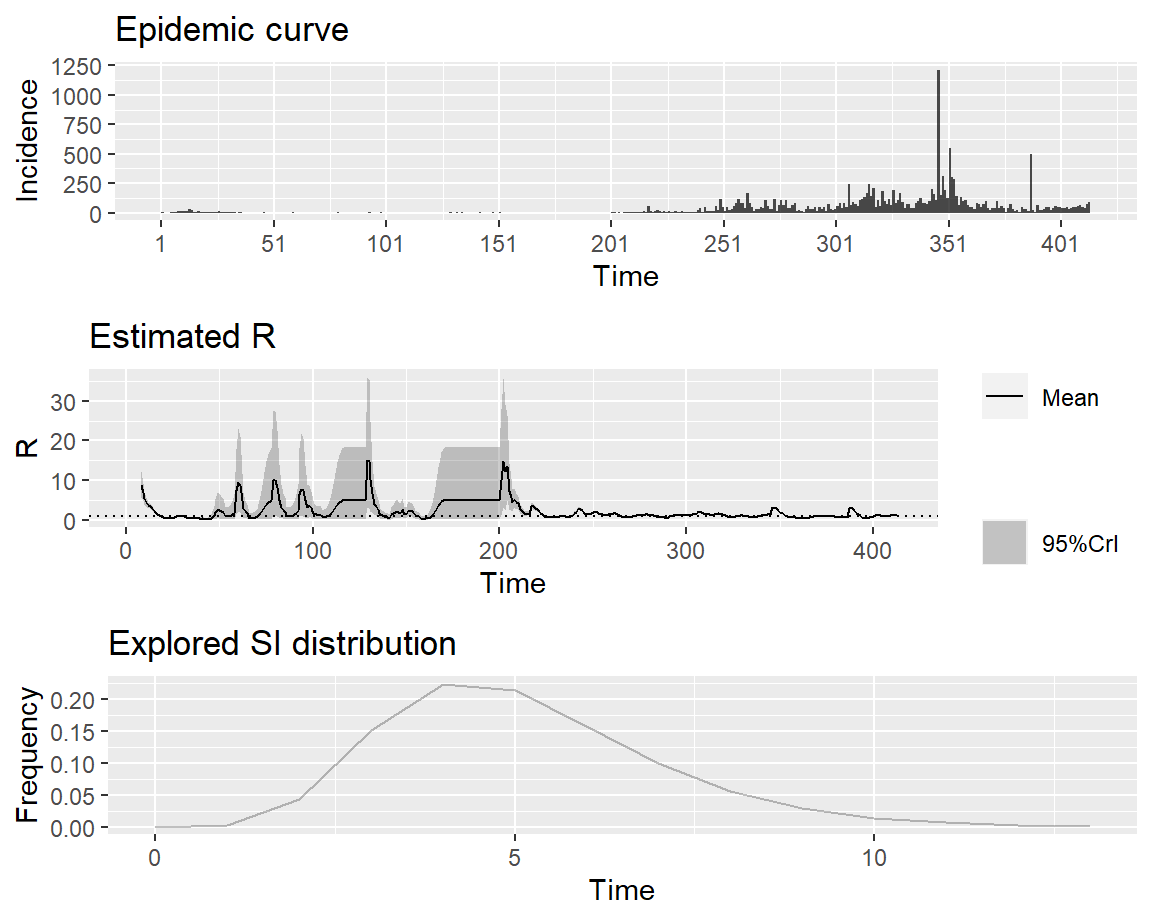 Epidemic curve
1250
1000
750
500
250
0
Incidence
1 51 101 151 201 251 301 351 401
Time
Estimated R
30
20
10
0
R
0 100 200 300 400
Time
Mean
95%CrI
Explored SI distribution
0.20
0.15
0.10
0.05
0.00
Frequency
0 5 10
Time